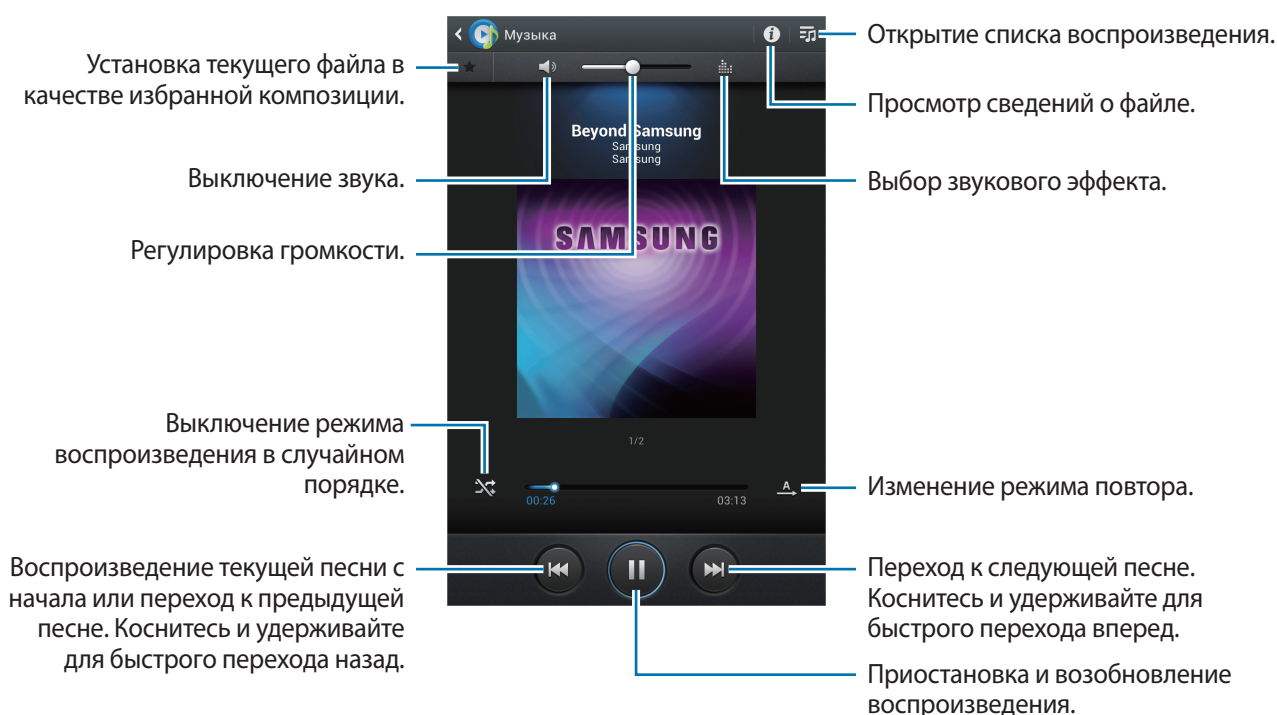 Музыка
Открытие списка воспроизведения.
Установка текущего файла в
качестве избранной композиции.
Просмотр сведений о файле.
Beyond Samsung
Samsung
Samsung
Выключение звука.
Выбор звукового эффекта.
SAMSUNG
Регулировка громкости.
1/2
Выключение режима
воспроизведения в случайном
порядке.
00:26
03:13
A
Изменение режима повтора.
Воспроизведение текущей песни с
начала или переход к предыдущей
песне. Коснитесь и удерживайте
для быстрого перехода назад.
Переход к следующей песне.
Коснитесь и удерживайте для
быстрого перехода вперед.
Приостановка и возобновление
воспроизведения.